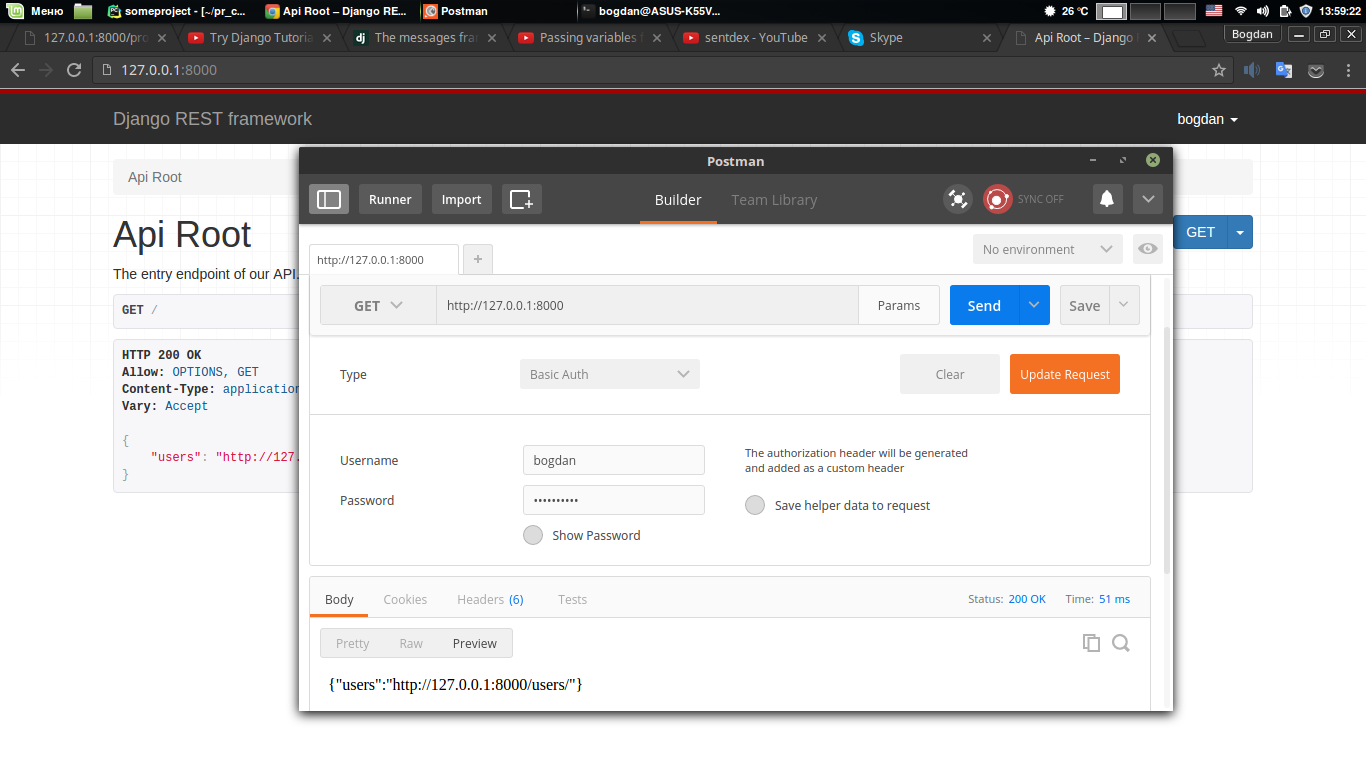 Меню someproject - [~/pr_c... Api Root – Django RE... Postman bogdan@ASUS-K55V... 26 °C 13:59:22
127.0.0.1:8000/pro Try Django Tutoria dj The messages fra Passing variables f sentdex - YouTube Skype Api Root – Django Bogdan
127.0.0.1:8000
Django REST framework bogdan
Api Root
Api Root
GET
The entry endpoint of our API.
GET /
HTTP 200 OK
Allow: OPTIONS, GET
Content-Type: application
Vary: Accept
{
"users": "http://127.
}
Postman
Runner Import Builder Team Library SYNC OFF
No environment
http://127.0.0.1:8000 +
GET http://127.0.0.1:8000 Params Send Save
Type Basic Auth Clear Update Request
Username bogdan
The authorization header will be generated
and added as a custom header
Password ••••••••••
Save helper data to request
Show Password
Body Cookies Headers (6) Tests Status: 200 OK Time: 51 ms
Pretty Raw Preview
{"users":"http://127.0.0.1:8000/users/"}